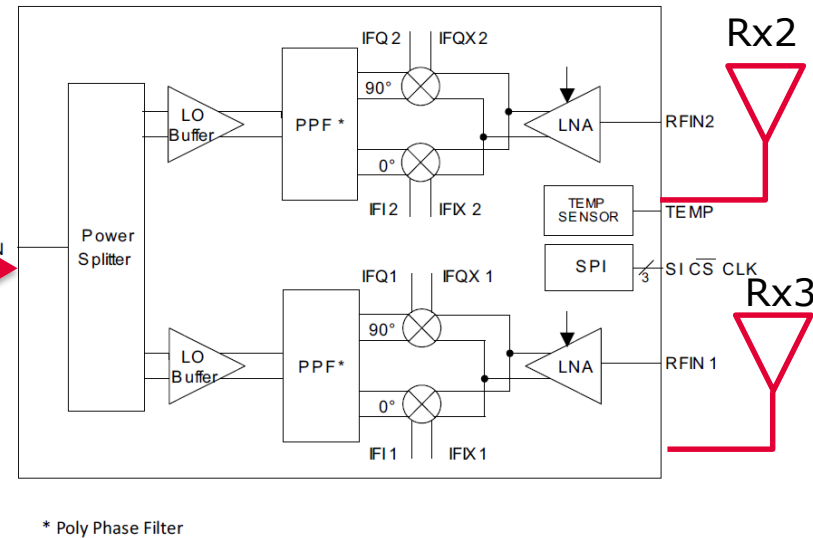 Rx2
IFQ 2 IFQX 2
90°
LO
Buffer
PPF *
LNA
RFIN2
0°
IFI 2 IFIX 2
TEMP
SENSOR
TEMP
Power
Splitter
N
SPI
3
SI CS CLK
Rx3
IFQ1 IFQX 1
90°
LO
Buffer
PPF*
LNA
RFIN 1
0°
IFI 1 IFIX 1
* Poly Phase Filter